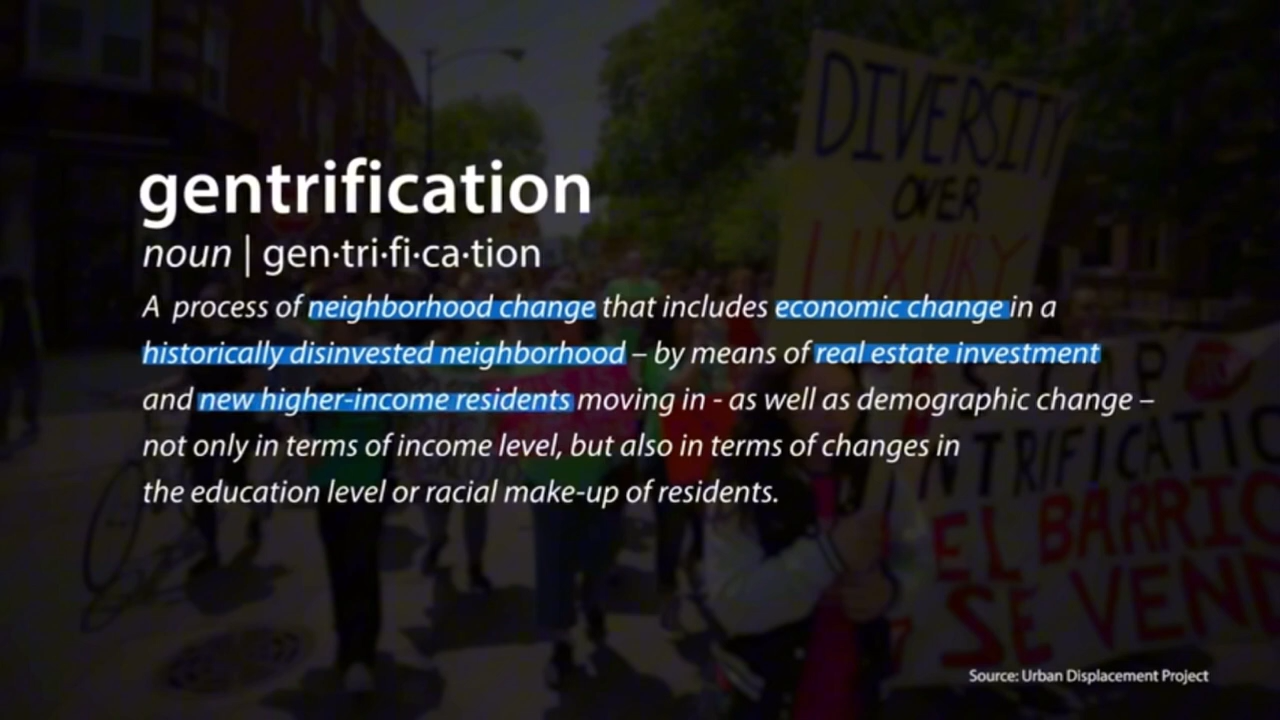 gentrification
noun | gen·tri·fi·ca·tion
A process of neighborhood change that includes economic change in a
historically disinvested neighborhood – by means of real estate investment
and new higher-income residents moving in - as well as demographic change –
not only in terms of income level, but also in terms of changes in
the education level or racial make-up of residents.
DIVERSITY
OVER
LUXURY
EL BARRIO
SE VEND
Source: Urban Displacement Project